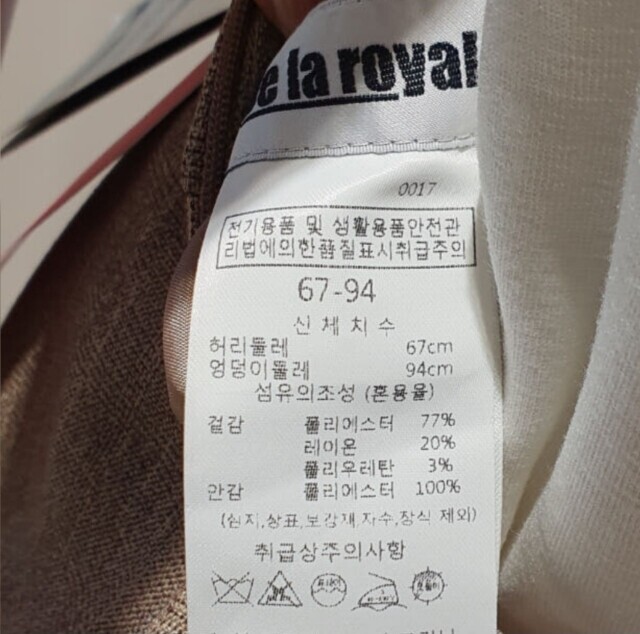 e la royal
0017
전기용품 및 생활용품안전관
리법에의한품질표시취급주의
67-94
신체치수
허리둘레 67cm
엉덩이둘레 94cm
섬유의조성 (혼용율)
겉감 폴리에스터 77%
레이온 20%
폴리우레탄 3%
안감 폴리에스터 100%
(심지,상표,보강재,자수,장식 제외)
취급상주의사항
드라이